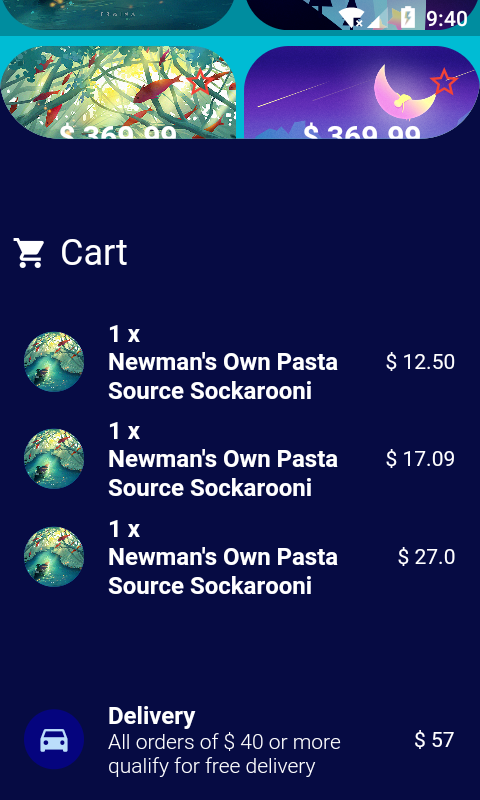 9:40
$ 369.99
$ 369.99
Cart
1 x
Newman's Own Pasta
Source Sockarooni
$ 12.50
1 x
Newman's Own Pasta
Source Sockarooni
$ 17.09
1 x
Newman's Own Pasta
Source Sockarooni
$ 27.0
Delivery
All orders of $ 40 or more
qualify for free delivery
$ 57